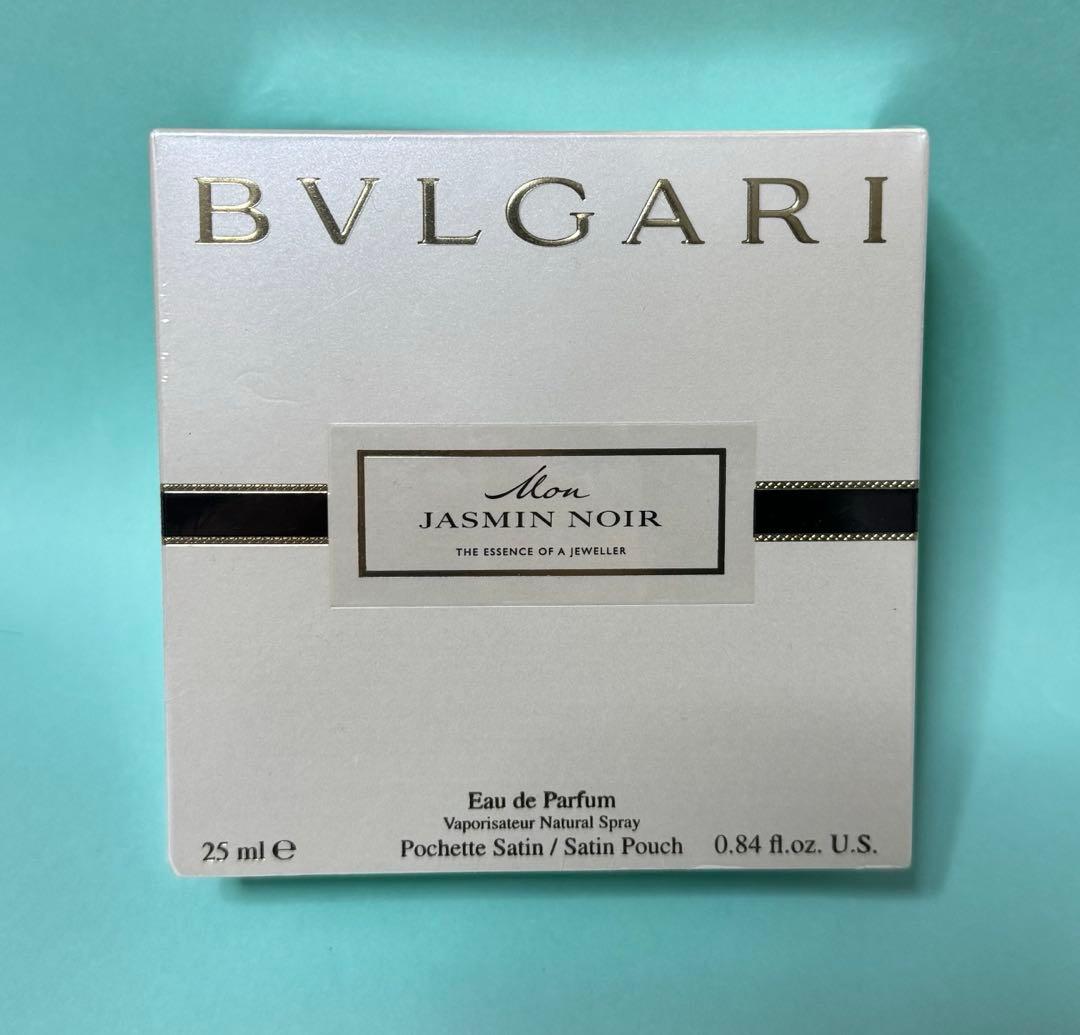 BVLGARI
Mon
JASMIN NOIR
THE ESSENCE OF A JEWELLER
Eau de Parfum
Vaporisateur Natural Spray
25 ml ℮ Pochette Satin / Satin Pouch 0.84 fl.oz. U.S.